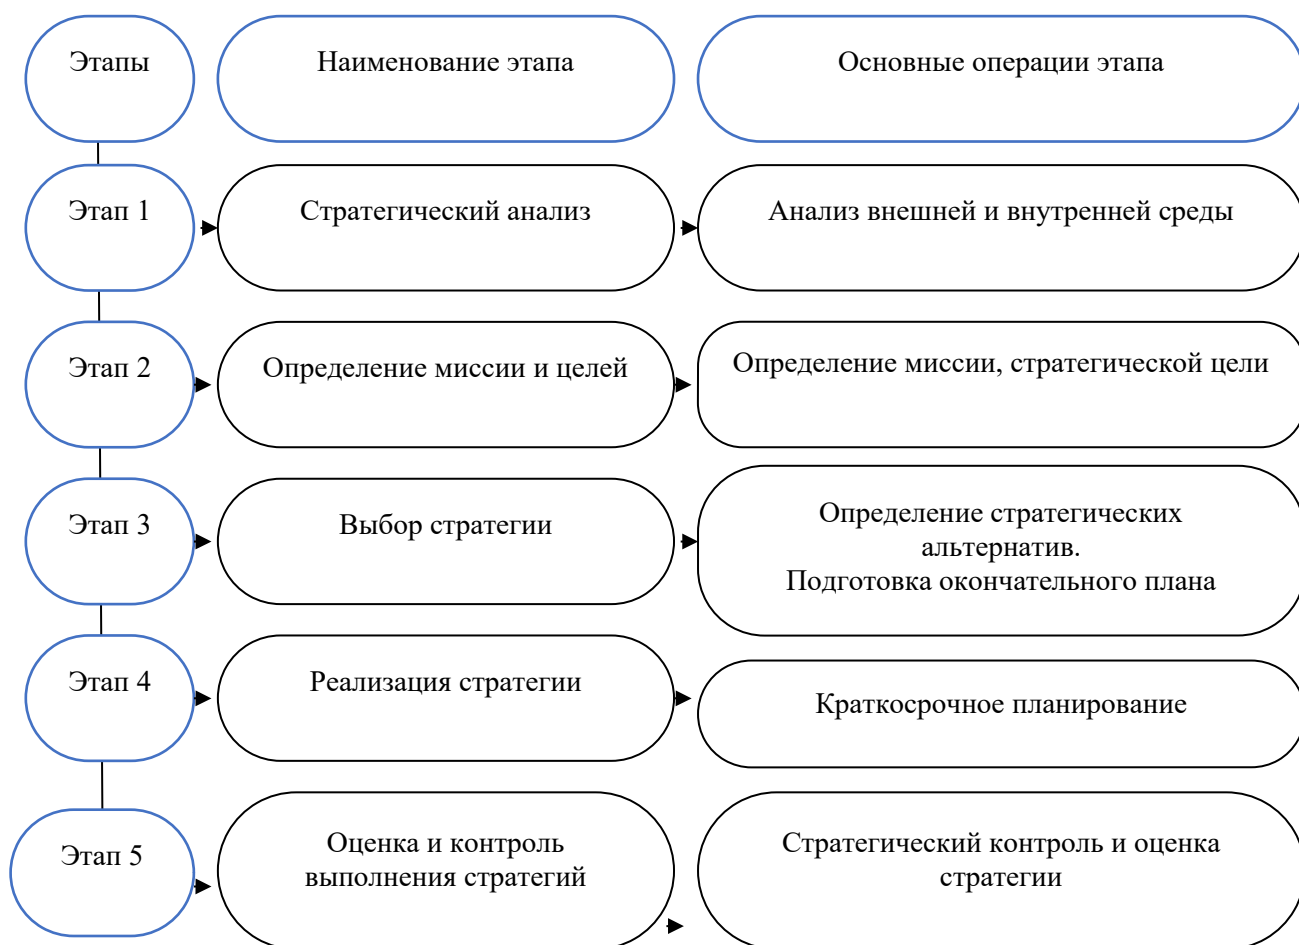 Этапы
Наименование этапа
Основные операции этапа
Этап 1
Стратегический анализ
Анализ внешней и внутренней среды
Этап 2
Определение миссии и целей
Определение миссии, стратегической цели
Этап 3
Выбор стратегии
Определение стратегических
альтернатив.
Подготовка окончательного плана
Этап 4
Реализация стратегии
Краткосрочное планирование
Этап 5
Оценка и контроль
выполнения стратегий
Стратегический контроль и оценка
стратегии